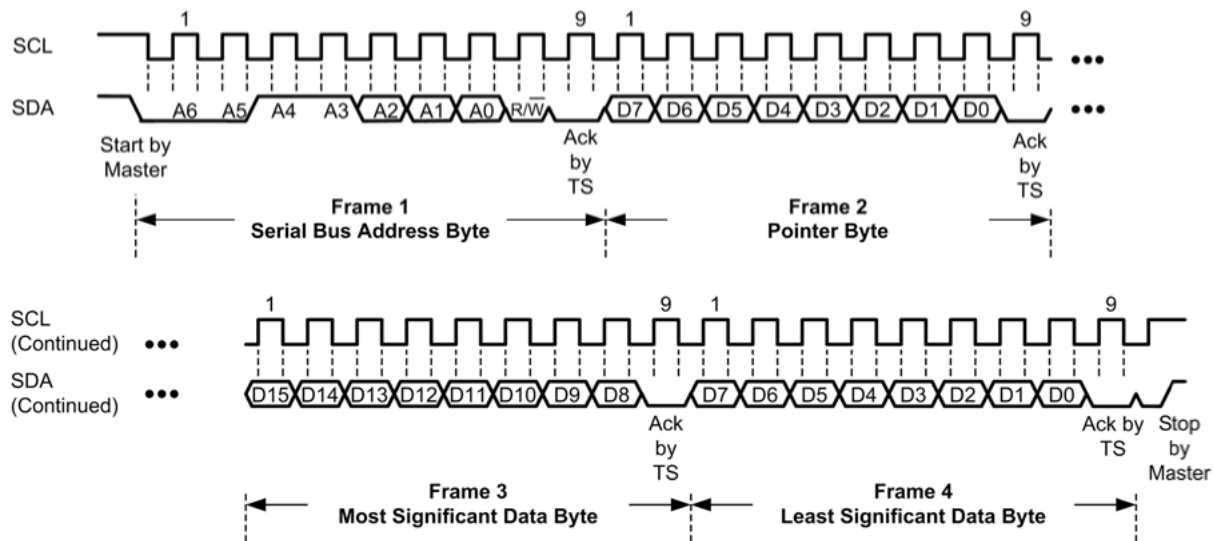 1 9 1 9
SCL
SDA A6 A5 A4 A3 A2 A1 A0 R/W D7 D6 D5 D4 D3 D2 D1 D0
Start by
Master
Ack
by
TS
Ack
by
TS
Frame 1
Serial Bus Address Byte
Frame 2
Pointer Byte
1 9 1 9
SCL
(Continued)
SDA
(Continued)
D15 D14 D13 D12 D11 D10 D9 D8 D7 D6 D5 D4 D3 D2 D1 D0
Ack
by
TS
Ack by
TS
Stop
by
Master
Frame 3
Most Significant Data Byte
Frame 4
Least Significant Data Byte